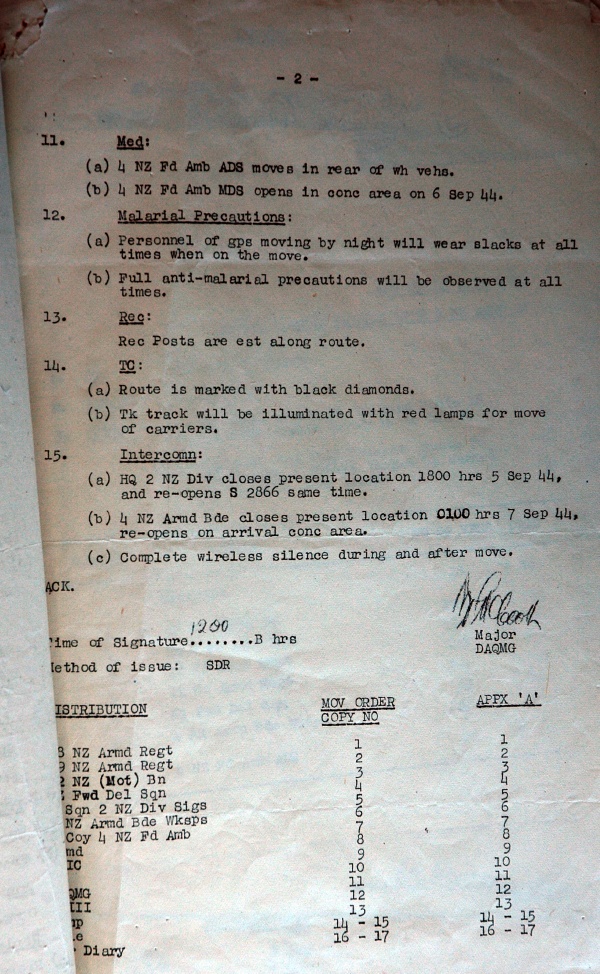 - 2 -
11. Med:
(a) 4 NZ Fd Amb ADS moves in rear of wh vehs.
(b) 4 NZ Fd Amb MDS opens in conc area on 6 Sep 44.
12. Malarial Precautions:
(a) Personnel of gps moving by night will wear slacks at all
times when on the move.
(b) Full anti-malarial precautions will be observed at all
times.
13. Rec:
Rec Posts are est along route.
14. TC:
(a) Route is marked with black diamonds.
(b) Tk track will be illuminated with red lamps for move
of carriers.
15. Intercomn:
(a) HQ 2 NZ Div closes present location 1800 hrs 5 Sep 44,
and re-opens S 2866 same time.
(b) 4 NZ Armd Bde closes present location 0100 hrs 7 Sep 44,
re-opens on arrival conc area.
(c) Complete wireless silence during and after move.
ACK.
ime of Signature 1200 ........B hrs
Major
DAQMG
ethod of issue: SDR
ISTRIBUTION MOV ORDER COPY NO APPX 'A'
NZ Armd Regt 1 1
9 NZ Armd Regt 2 2
2 NZ (Mot) Bn 3 3
Fwd Del Sqn 4 4
Sqn 2 NZ Div Sigs 5 5
NZ Armd Bde Wksps 6 6
Coy 4 NZ Fd Amb 7 7
md 8 8
IC 9 9
10 10
QMG 11 11
III 12 12
p 13 13
e 14 - 15 14 - 15
Diary 16 - 17 16 - 17